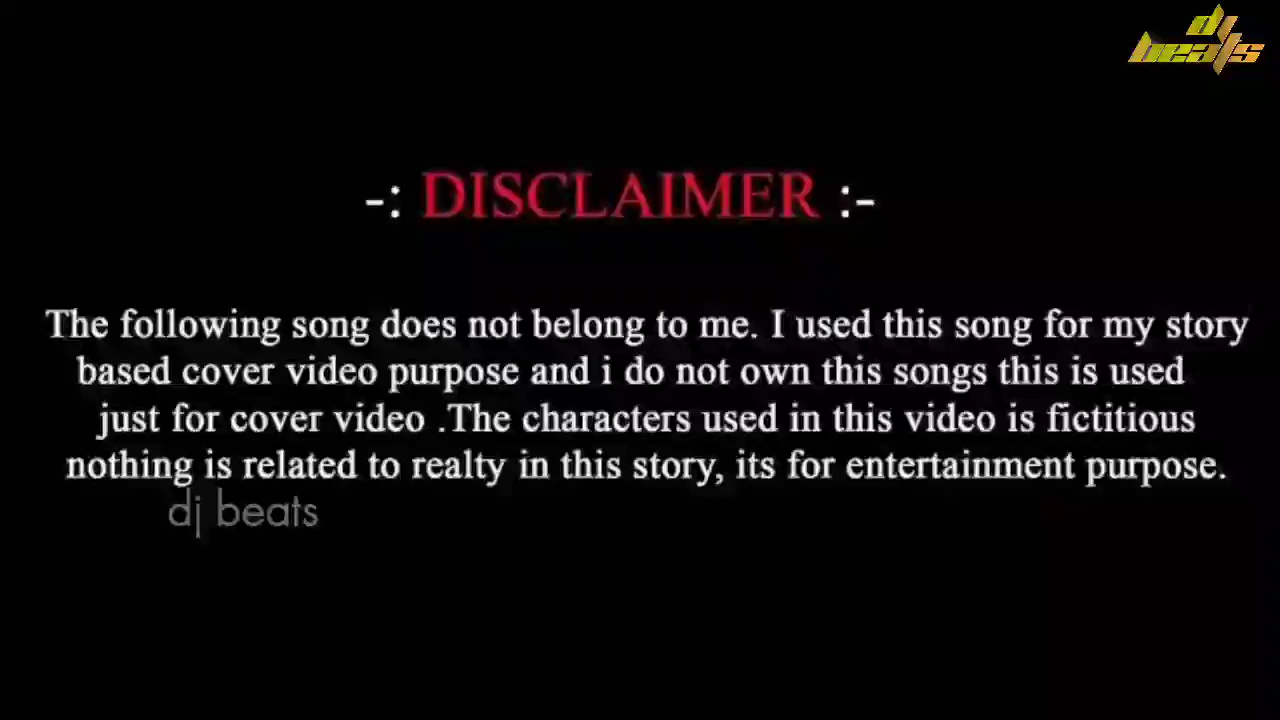 dj
beats
-: DISCLAIMER :-
The following song does not belong to me. I used this song for my story
based cover video purpose and i do not own this songs this is used
just for cover video .The characters used in this video is fictitious
nothing is related to realty in this story, its for entertainment purpose.
dj beats